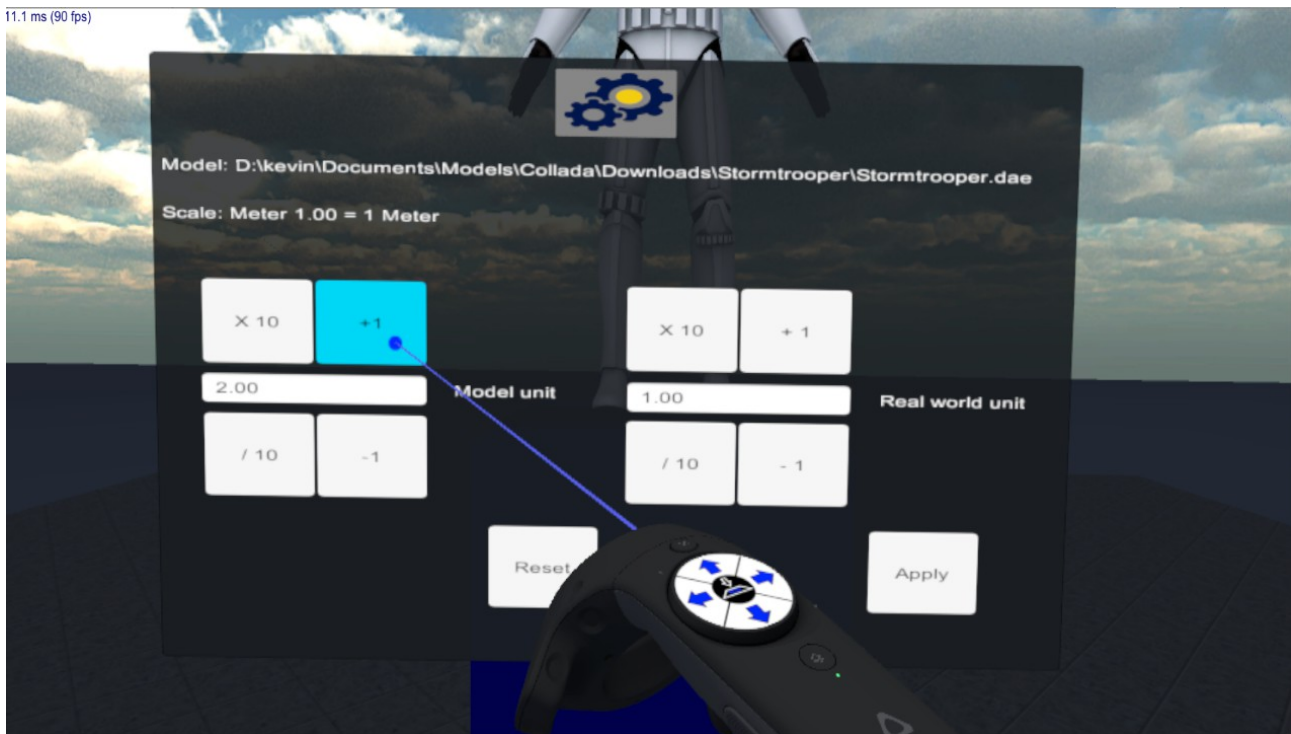 11.1 ms (90 fps)
Model: D:\kevin\Documents\Models\Collada\Downloads\Stormtrooper\Stormtrooper.dae
Scale: Meter 1.00 = 1 Meter
X 10
+1
X 10
+ 1
2.00
Model unit
1.00
Real world unit
/ 10
-1
/ 10
- 1
Reset
Apply